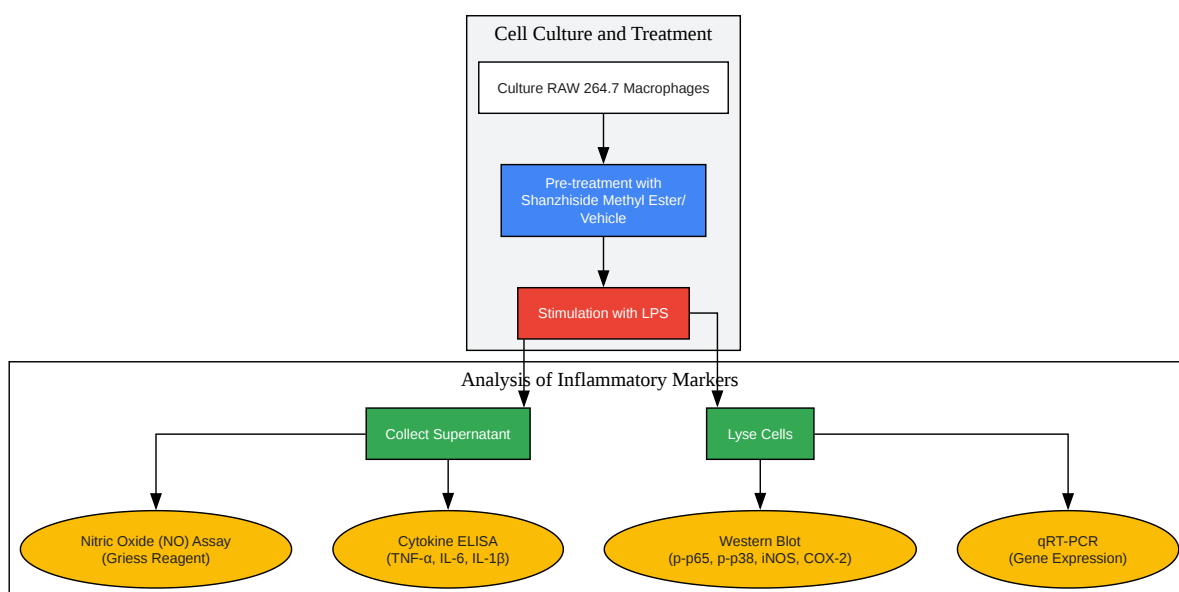 Cell Culture and Treatment
Culture RAW 264.7 Macrophages
Pre-treatment with
Shanzhiside Methyl Ester/
Vehicle
Stimulation with LPS
Analysis of Inflammatory Markers
Collect Supernatant
Lyse Cells
Nitric Oxide (NO) Assay
(Griess Reagent)
Cytokine ELISA
(TNF-α, IL-6, IL-1β)
Western Blot
(p-p65, p-p38, iNOS, COX-2)
qRT-PCR
(Gene Expression)